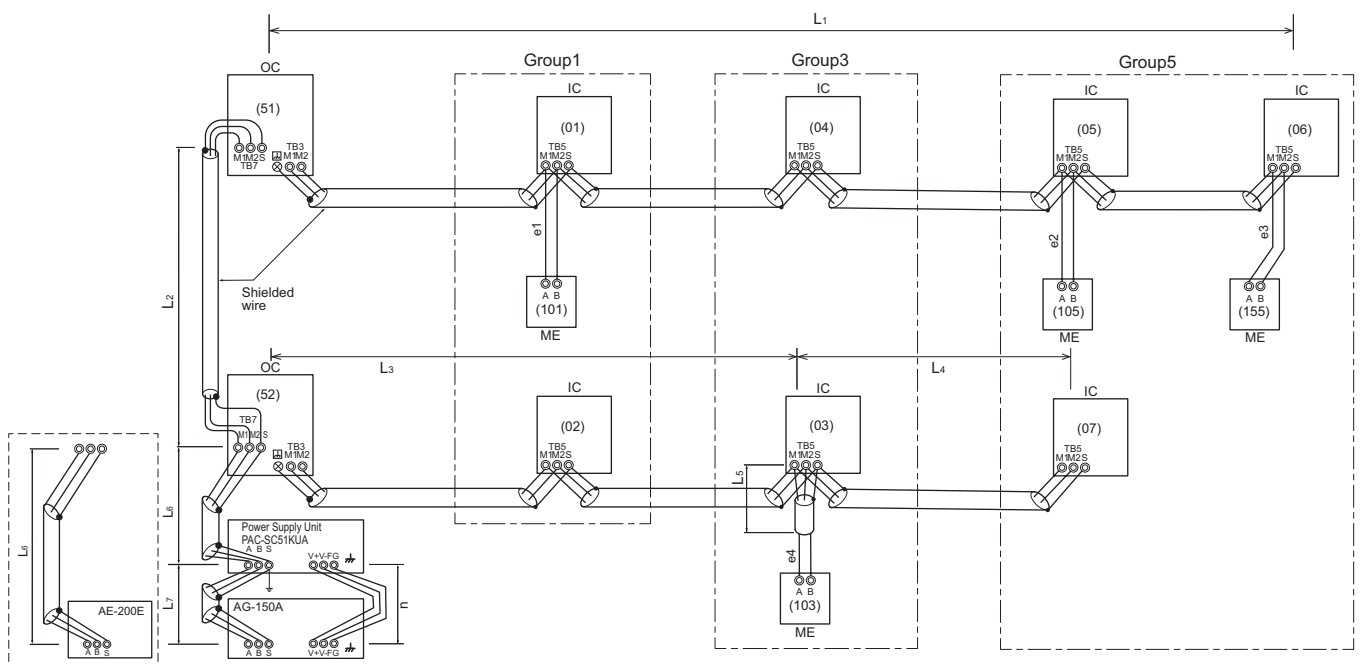 L1
Group1
Group3
Group5
OC
(51)
M1M2S
TB7
TB3
M1M2
IC
(01)
TB5
M1M2S
IC
(04)
TB5
M1M2S
IC
(05)
TB5
M1M2S
IC
(06)
TB5
M1M2S
e1
e2
e3
L2
Shielded
wire
A B
(101)
ME
A B
(105)
ME
A B
(155)
ME
L3
L4
OC
(52)
TB7
M1M2 S
TB3
M1M2
IC
(02)
TB5
M1M2S
IC
(03)
TB5
M1M2S
IC
(07)
TB5
M1M2S
L5
e4
A B
(103)
ME
L6
Power Supply Unit
PAC-SC51KUA
A B S
V+V-FG
L7
n
AG-150A
A B S
V+V-FG
L6
AE-200E
A B S